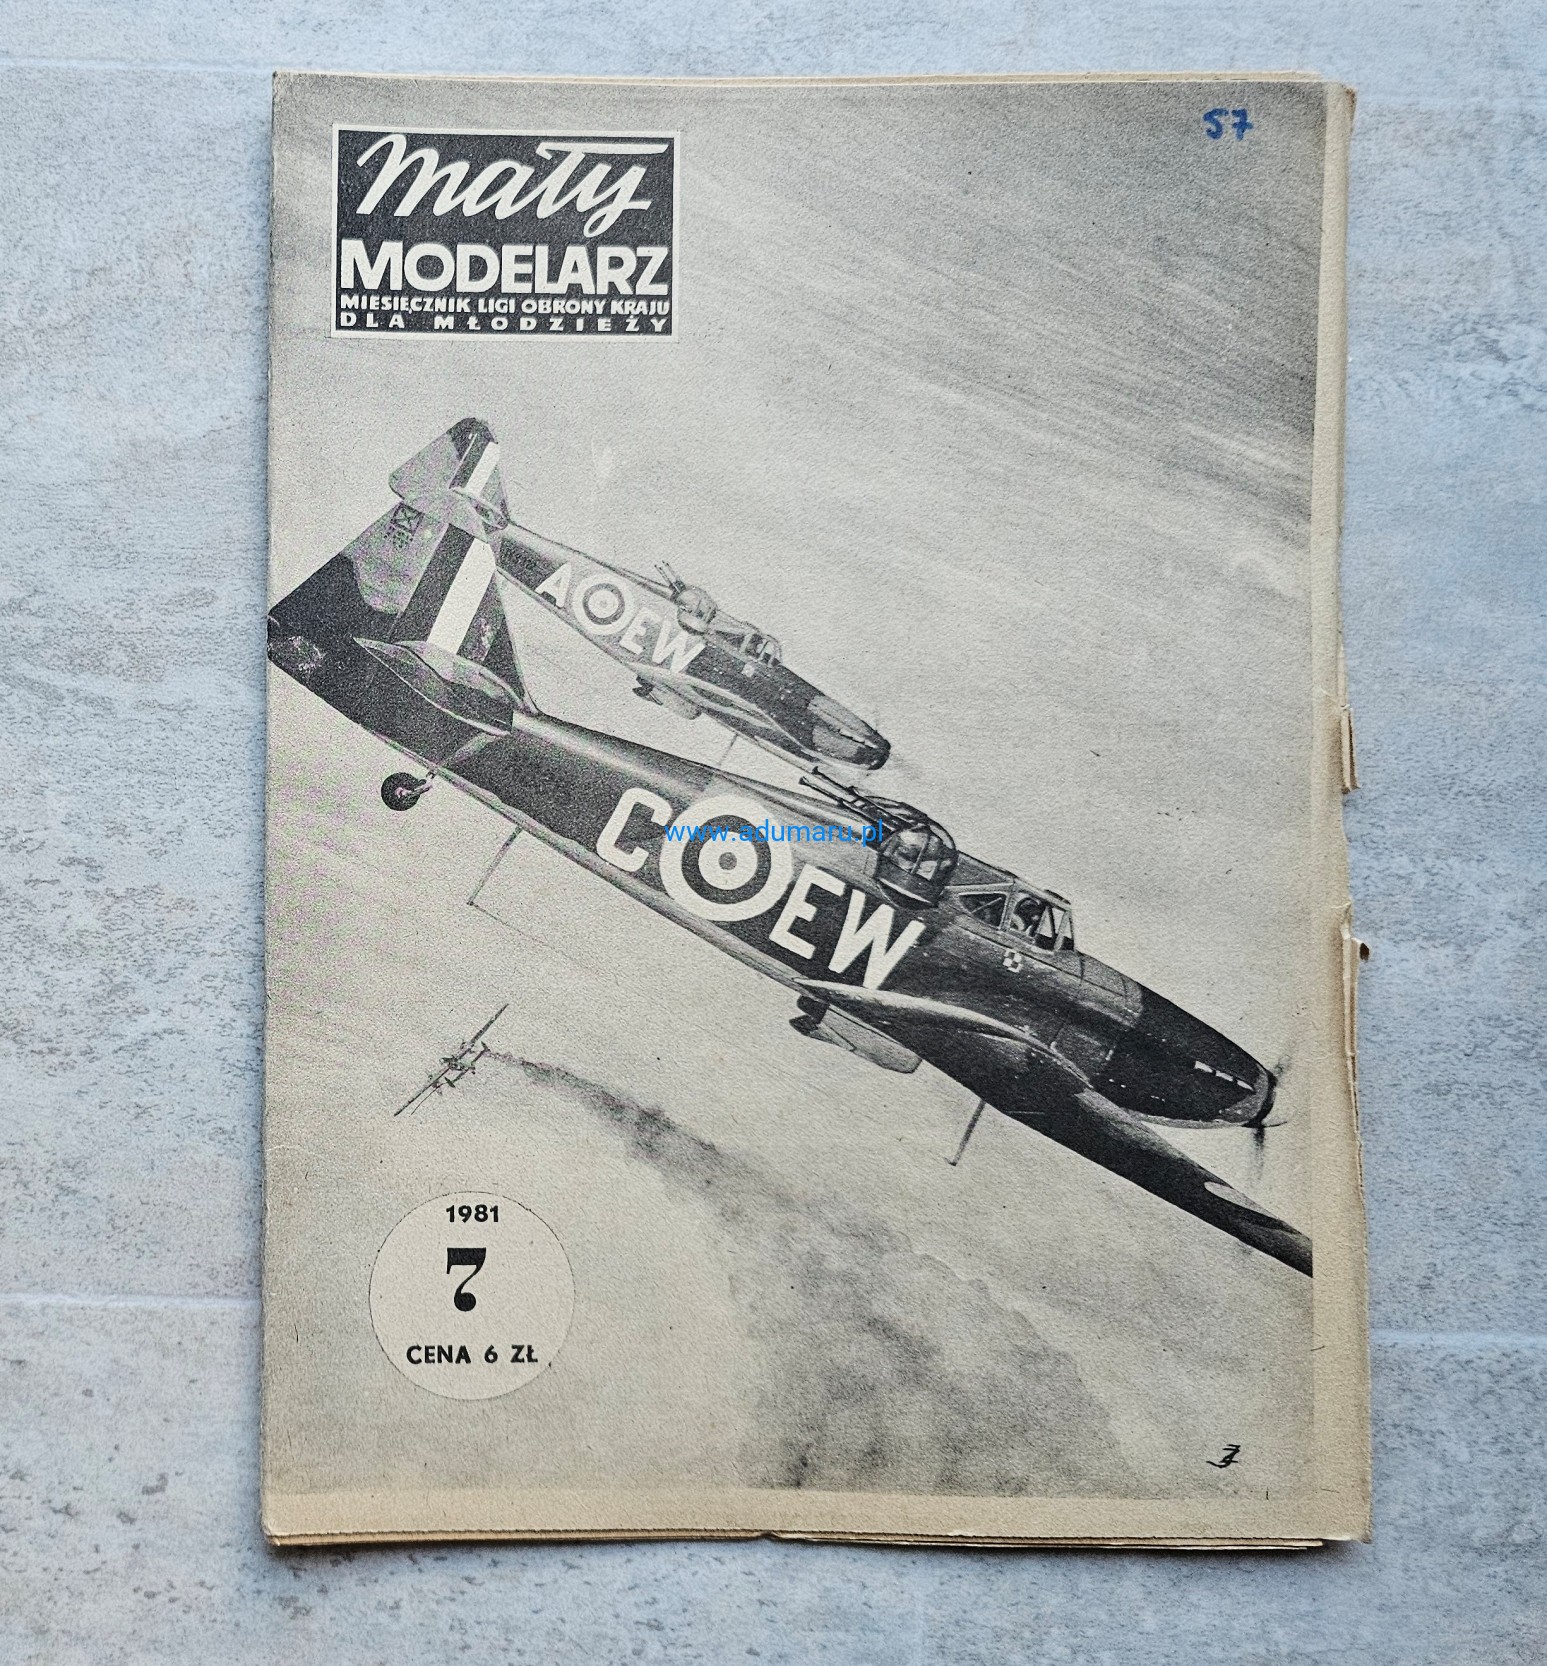 57
Mały
MODELARZ
MIESIĘCZNIK LIGI OBRONY KRAJU
DLA MŁODZIEŻY
A EW
C EW
www.adumaru.pl
1981
7
CENA 6 ZŁ